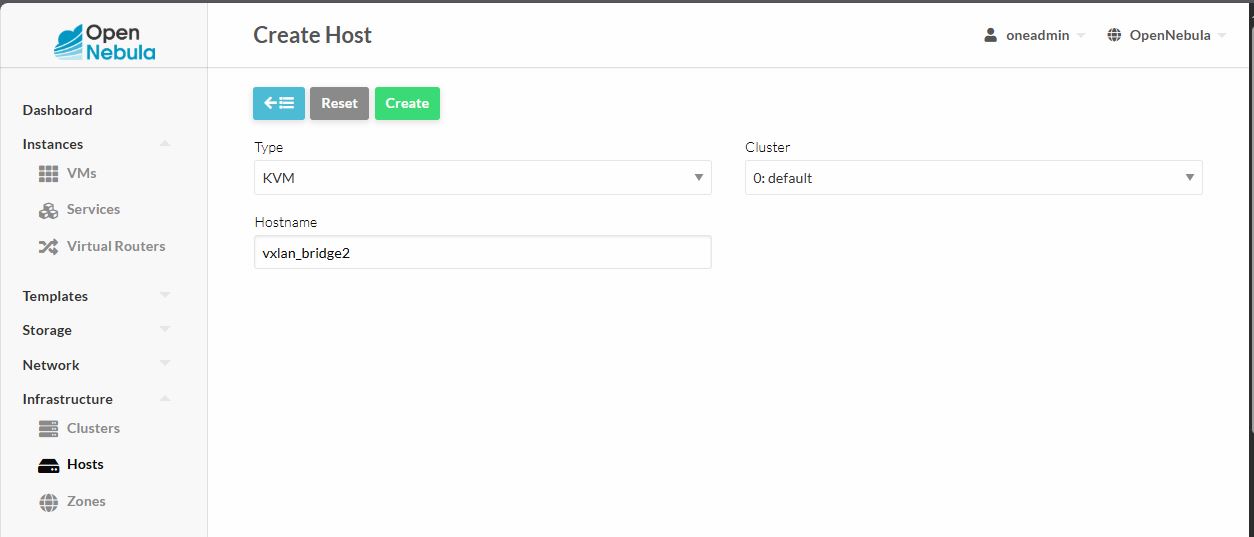 Open
Nebula
Create Host
oneadmin
OpenNebula
Dashboard
Instances
VMs
Services
Virtual Routers
Templates
Storage
Network
Infrastructure
Clusters
Hosts
Zones
Reset
Create
Type
Cluster
KVM
0: default
Hostname
vxlan_bridge2